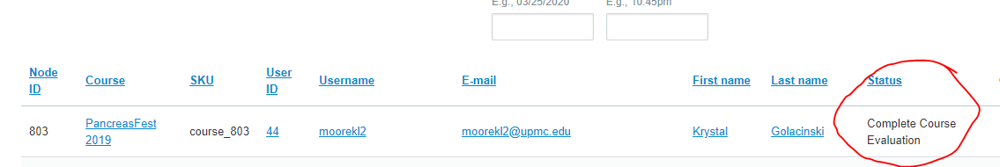 E.g., 03/25/2020 E.g., 10:45pm
Node ID Course SKU User ID Username E-mail First name Last name Status
803 PancreasFest 2019 course_803 44 moorekl2 moorekl2@upmc.edu Krystal Golacinski Complete Course Evaluation